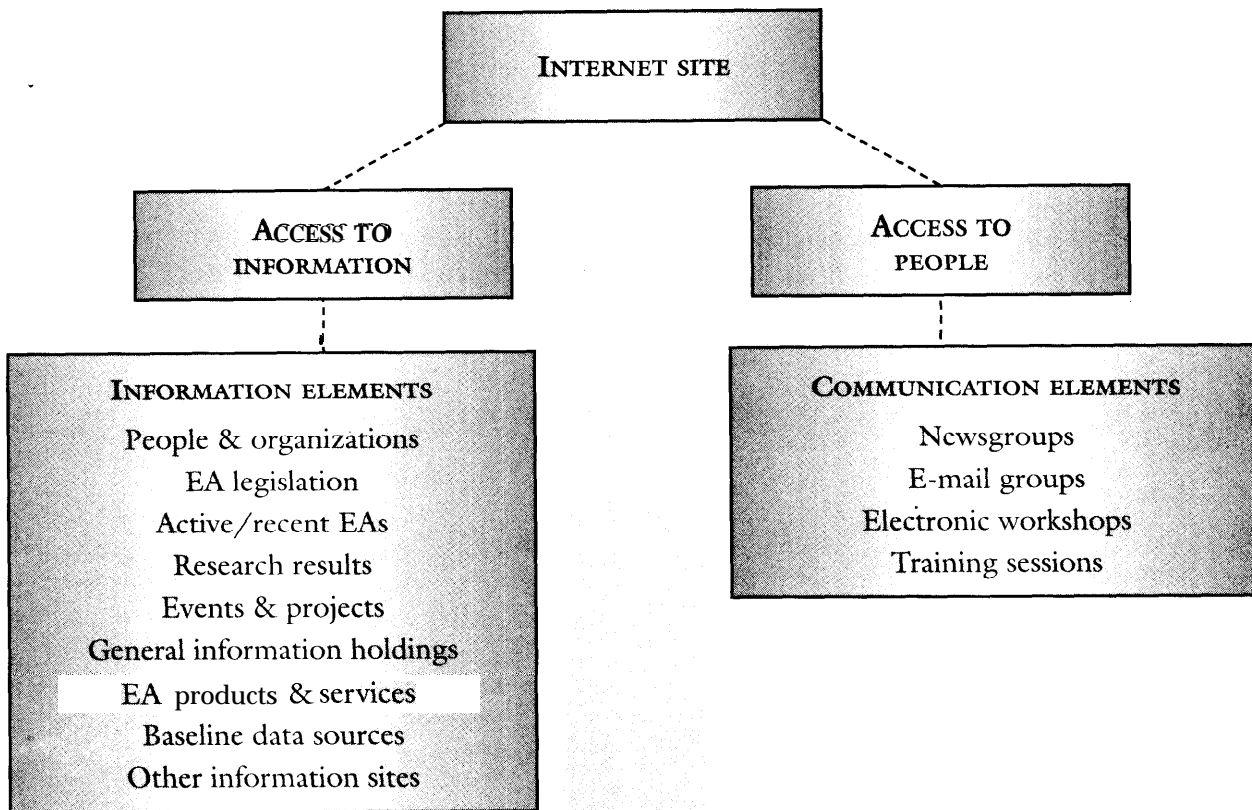 INTERNET SITE
ACCESS TO
INFORMATION
ACCESS TO
PEOPLE
INFORMATION ELEMENTS
People & organizations
EA legislation
Active/recent EAs
Research results
Events & projects
General information holdings
EA products & services
Baseline data sources
Other information sites
COMMUNICATION ELEMENTS
Newsgroups
E-mail groups
Electronic workshops
Training sessions